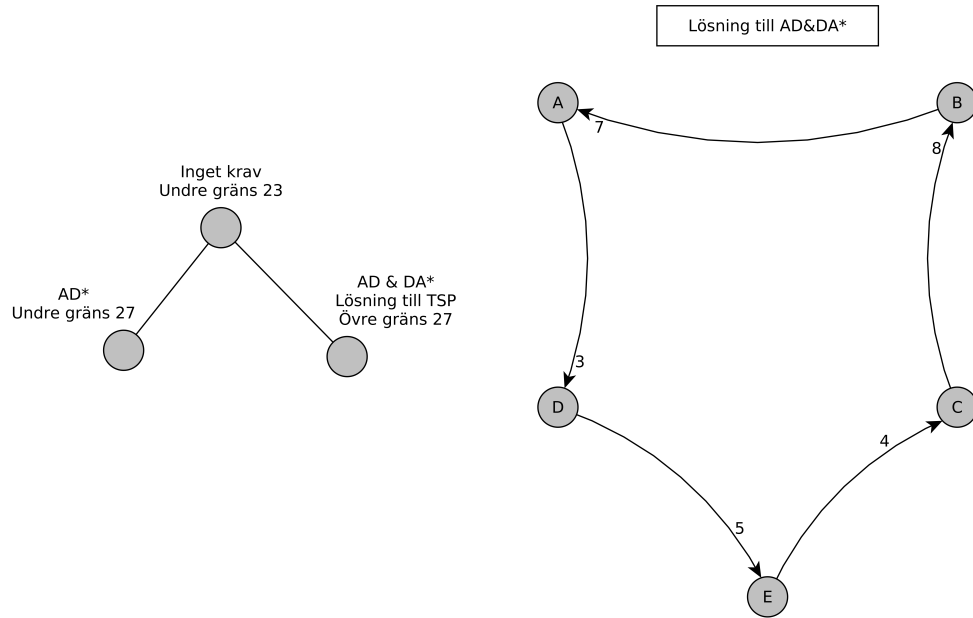 Inget krav
Undre gräns 23
AD*
Undre gräns 27
AD & DA*
Lösning till TSP
Övre gräns 27
Lösning till AD&DA*
A
B
7
8
3
D
C
4
5
E